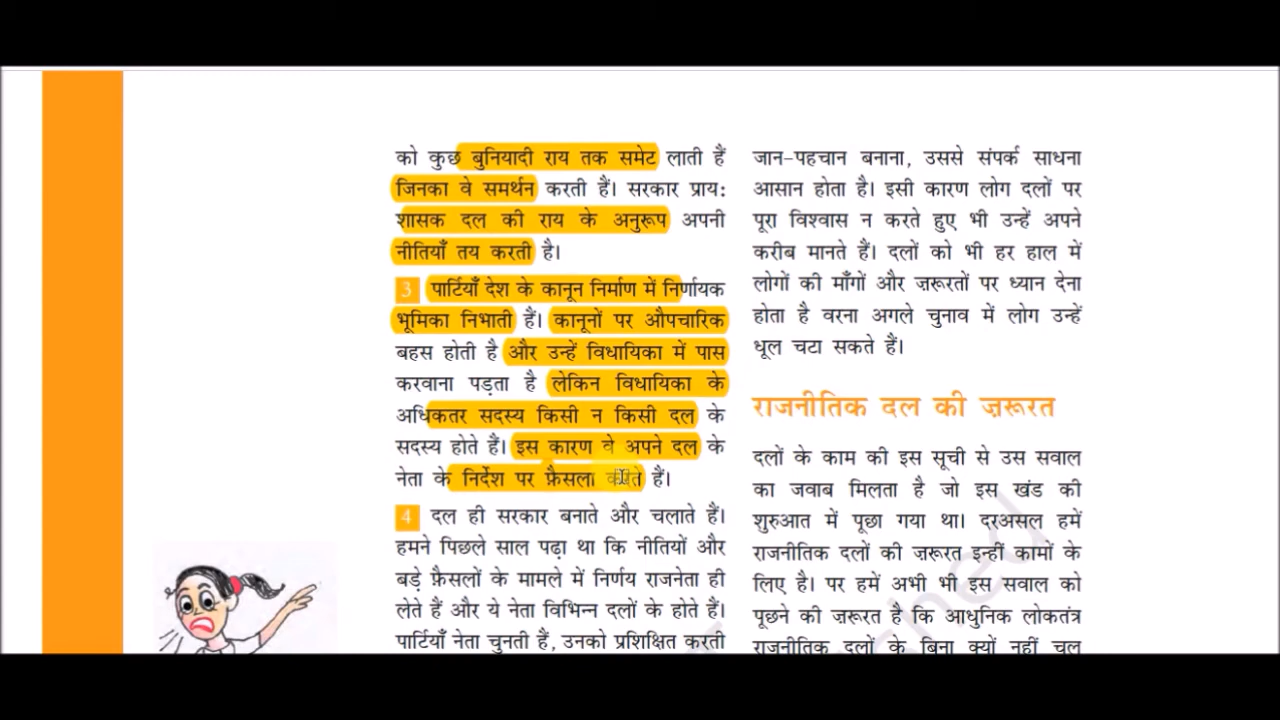 को कुछ बुनियादी राय तक समेट लाती हैं
जिनका वे समर्थन करती हैं। सरकार प्राय:
शासक दल की राय के अनुरूप अपनी
नीतियाँ तय करती है।
3 पार्टियाँ देश के कानून निर्माण में निर्णायक
भूमिका निभाती हैं। कानूनों पर औपचारिक
बहस होती है और उन्हें विधायिका में पास
करवाना पड़ता है लेकिन विधायिका के
अधिकतर सदस्य किसी न किसी दल के
सदस्य होते हैं। इस कारण वे अपने दल के
नेता के निर्देश पर फ़ैसला करते हैं।
4 दल ही सरकार बनाते और चलाते हैं।
हमने पिछले साल पढ़ा था कि नीतियों और
बड़े फ़ैसलों के मामले में निर्णय राजनेता ही
लेते हैं और ये नेता विभिन्न दलों के होते हैं।
पार्टियाँ नेता चुनती हैं, उनको प्रशिक्षित करती
जान-पहचान बनाना, उससे संपर्क साधना
आसान होता है। इसी कारण लोग दलों पर
पूरा विश्वास न करते हुए भी उन्हें अपने
करीब मानते हैं। दलों को भी हर हाल में
लोगों की माँगों और ज़रूरतों पर ध्यान देना
होता है वरना अगले चुनाव में लोग उन्हें
धूल चटा सकते हैं।
राजनीतिक दल की ज़रूरत
दलों के काम की इस सूची से उस सवाल
का जवाब मिलता है जो इस खंड की
शुरुआत में पूछा गया था। दरअसल हमें
राजनीतिक दलों की ज़रूरत इन्हीं कामों के
लिए है। पर हमें अभी भी इस सवाल को
पूछने की ज़रूरत है कि आधुनिक लोकतंत्र
राजनीतिक दलों के बिना क्यों नहीं चल